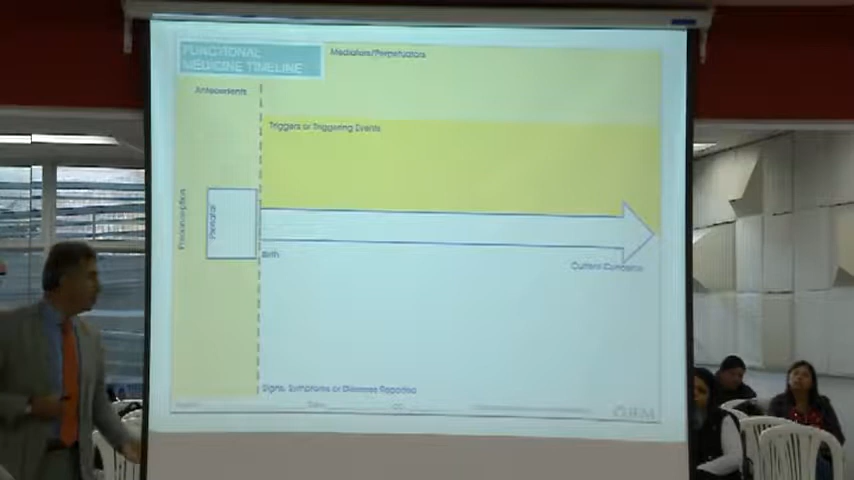 FUNCTIONAL
MEDICINE TIMELINE
Mediators/Perpetuators
Antecedents
Triggers or Triggering Events
Preconception
Prenatal
Birth
Current Concerns
Signs, Symptoms or Diseases Reported
IFM